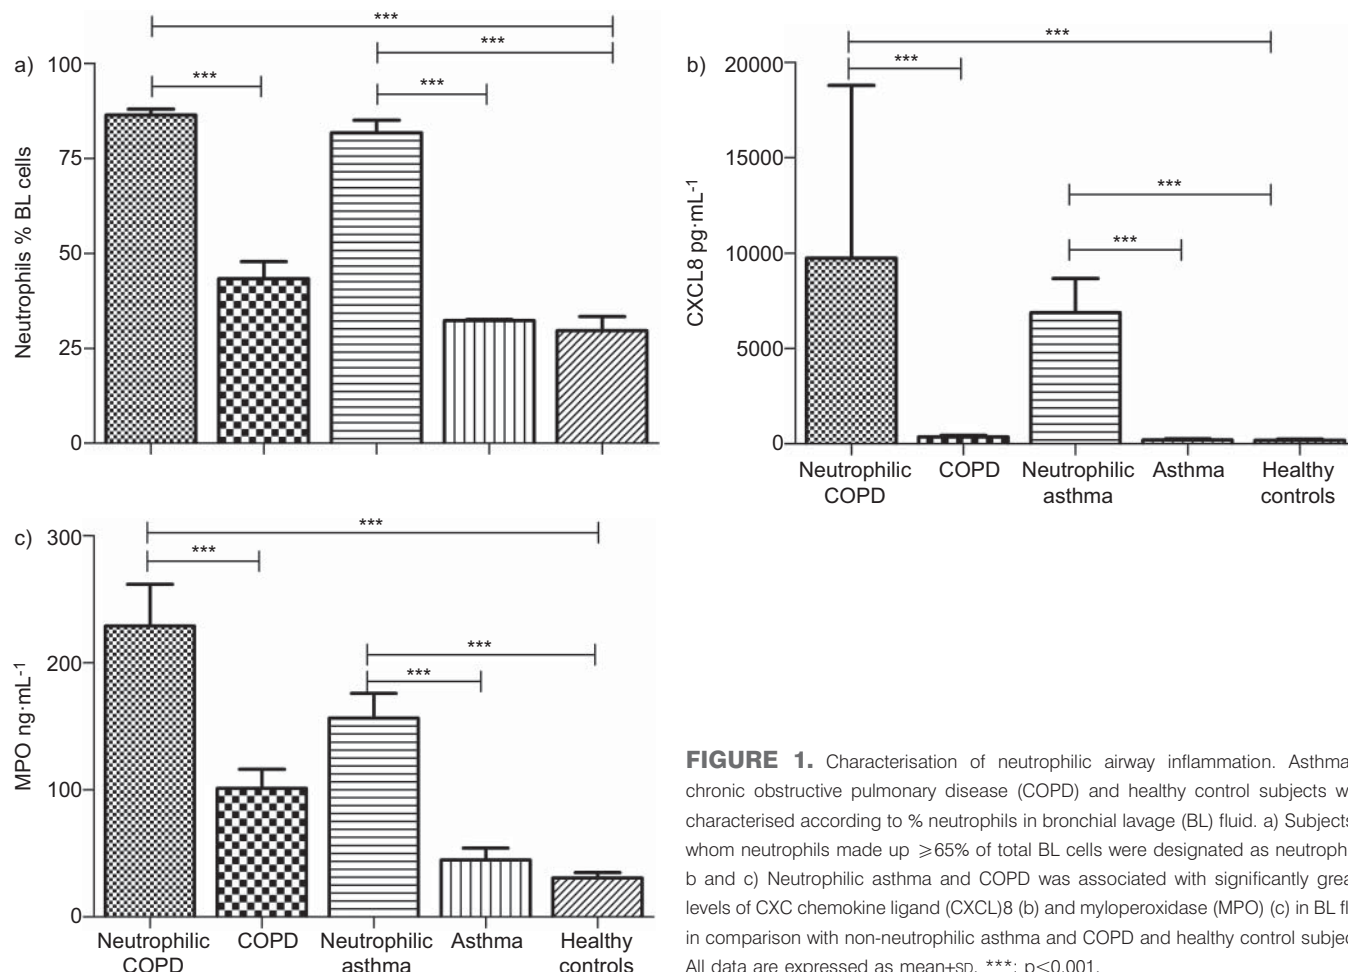 ***
***
a)
100
***
***
75
50
25
0
Neutrophils % BL cells
b)
20000
***
***
15000
***
10000
***
5000
0
CXCL8 pg·mL-1
Neutrophilic COPD Neutrophilic Asthma Healthy
COPD asthma controls
c)
300
***
***
200
***
***
100
0
MPO ng·mL-1
Neutrophilic COPD Neutrophilic Asthma Healthy
COPD asthma controls
FIGURE 1. Characterisation of neutrophilic airway inflammation. Asthma
chronic obstructive pulmonary disease (COPD) and healthy control subjects w
characterised according to % neutrophils in bronchial lavage (BL) fluid. a) Subjects
whom neutrophils made up ⩾65% of total BL cells were designated as neutroph
b and c) Neutrophilic asthma and COPD was associated with significantly grea
levels of CXC chemokine ligand (CXCL)8 (b) and myloperoxidase (MPO) (c) in BL fl
in comparison with non-neutrophilic asthma and COPD and healthy control subjec
All data are expressed as mean±SD. ***: p<0.001.